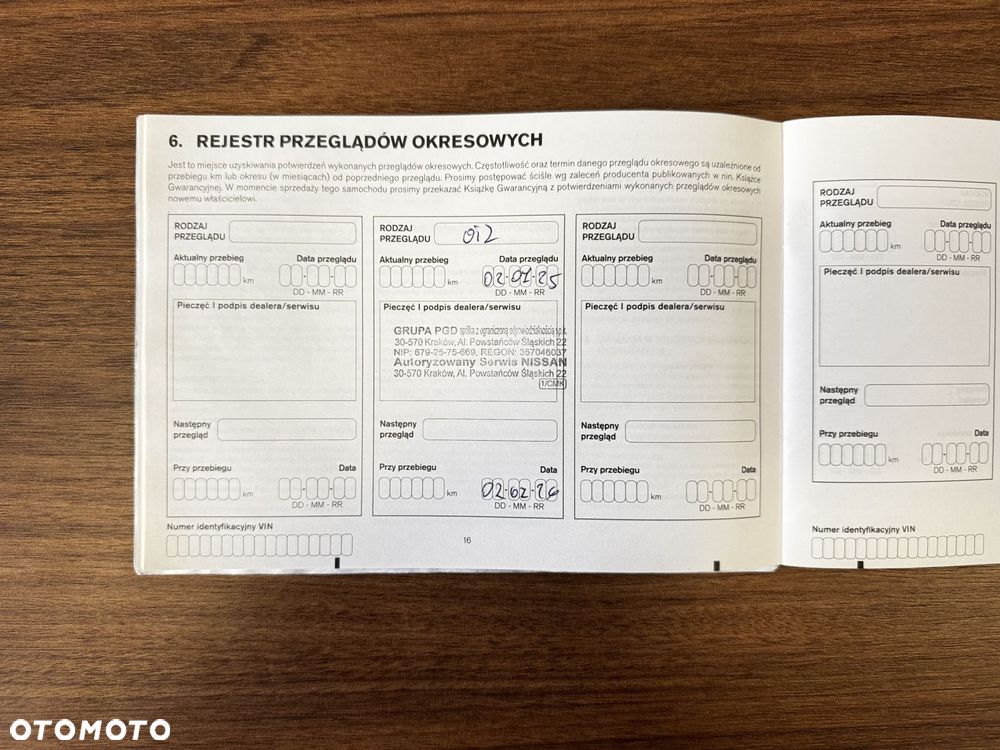 6. REJESTR PRZEGLĄDÓW OKRESOWYCH
Jest to miejsce uzyskiwania potwierdzeń wykonanych przeglądów okresowych. Częstotliwość oraz termin danego przeglądu okresowego są uzależnione od
przebiegu km lub okresu (w miesiącach) od poprzedniego przeglądu. Prosimy postępować ściśle wg zaleceń producenta publikowanych w nin. Książce
Gwarancyjnej. W momencie sprzedaży tego samochodu prosimy przekazać Książkę Gwarancyjną z potwierdzeniami wykonanych przeglądów okresowych
nowemu właścicielowi.
RODZAJ
PRZEGLĄDU
Aktualny przebieg Data przeglądu
km
DD - MM - RR
Pieczęć I podpis dealera/serwisu
Następny
przegląd
Przy przebiegu Data
km
DD - MM - RR
Numer identyfikacyjny VIN
RODZAJ
PRZEGLĄDU
Aktualny przebieg Data przeglądu
km
DD - MM - RR
Pieczęć I podpis dealera/serwisu
GRUPA PGD spółka z ograniczoną odpowiedzialnością sp.k.
30-570 Kraków, Al. Powstańców Śląskich 22
NIP: 679-25-75-669, REGON: 357046037
Autoryzowany Serwis NISSAN
30-570 Kraków, Al. Powstańców Śląskich 22
1/CMK
Następny
przegląd
Przy przebiegu Data
km 02-02-26
DD - MM - RR
16
RODZAJ
PRZEGLĄDU
Aktualny przebieg Data przeglądu
km
DD - MM - RR
Pieczęć I podpis dealera/serwisu
Następny
przegląd
Przy przebiegu Data
km
DD - MM - RR
RODZAJ
PRZEGLĄDU
Aktualny przebieg Data przeglądu
km
DD - MM - RR
Pieczęć I podpis dealera/serwisu
Następny
przegląd
Przy przebiegu Data
km
DD - MM - RR
Numer identyfikacyjny VIN
OTOMOTO